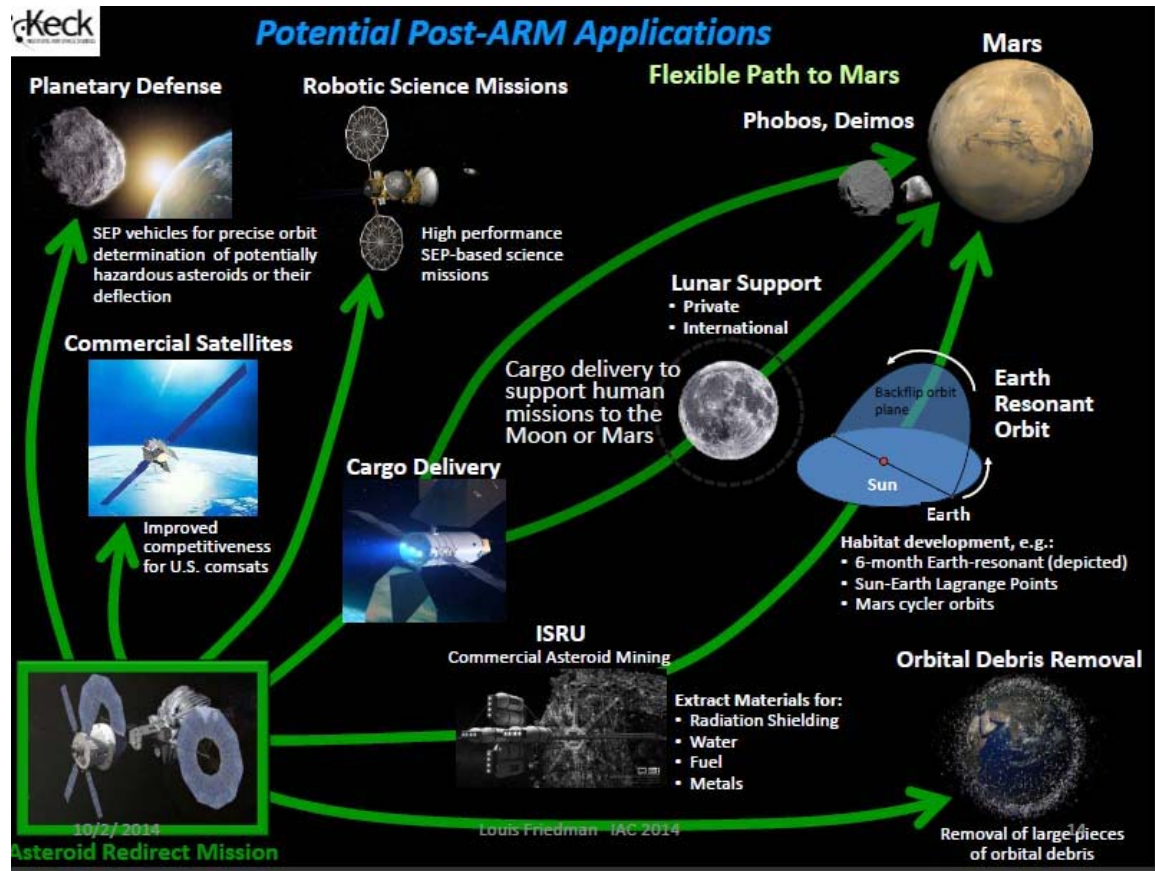 Keck
Potential Post-ARM Applications
Mars
Flexible Path to Mars
Planetary Defense
Robotic Science Missions
Phobos, Deimos
SEP vehicles for precise orbit
determination of potentially
hazardous asteroids or their
deflection
High performance
SEP-based science
missions
Lunar Support
• Private
• International
Commercial Satellites
Cargo delivery to
support human
missions to the
Moon or Mars
Backflip orbit
plane
Earth
Resonant
Orbit
Cargo Delivery
Sun
Earth
Improved
competitiveness
for U.S. comsats
Habitat development, e.g.:
• 6-month Earth-resonant (depicted)
• Sun-Earth Lagrange Points
• Mars cycler orbits
ISRU
Commercial Asteroid Mining
Orbital Debris Removal
Extract Materials for:
• Radiation Shielding
• Water
• Fuel
• Metals
DSI
10/2/ 2014
Louis Friedman IAC 2014
14
Asteroid Redirect Mission
Removal of large pieces
of orbital debris